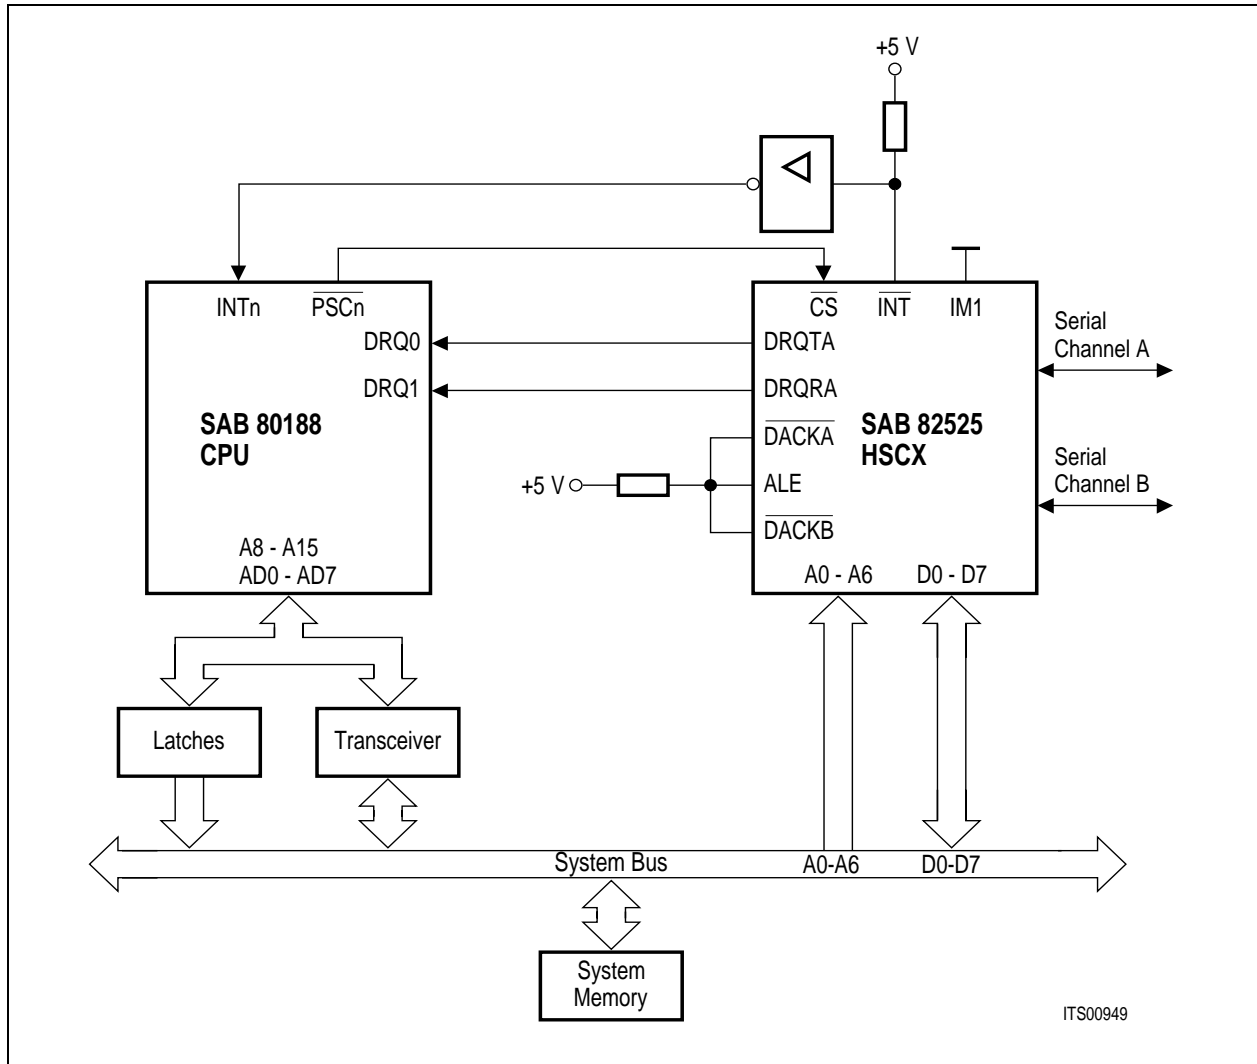 +5 V
INTn
PSCn
CS
INT
IM1
Serial
Channel A
DRQ0
DRQTA
DRQ1
DRQRA
SAB 80188
CPU
DACKA
SAB 82525
HSCX
Serial
Channel B
+5 V
ALE
DACKB
A8 - A15
AD0 - AD7
A0 - A6
D0 - D7
Latches
Transceiver
System Bus
A0-A6
D0-D7
System
Memory
ITS00949